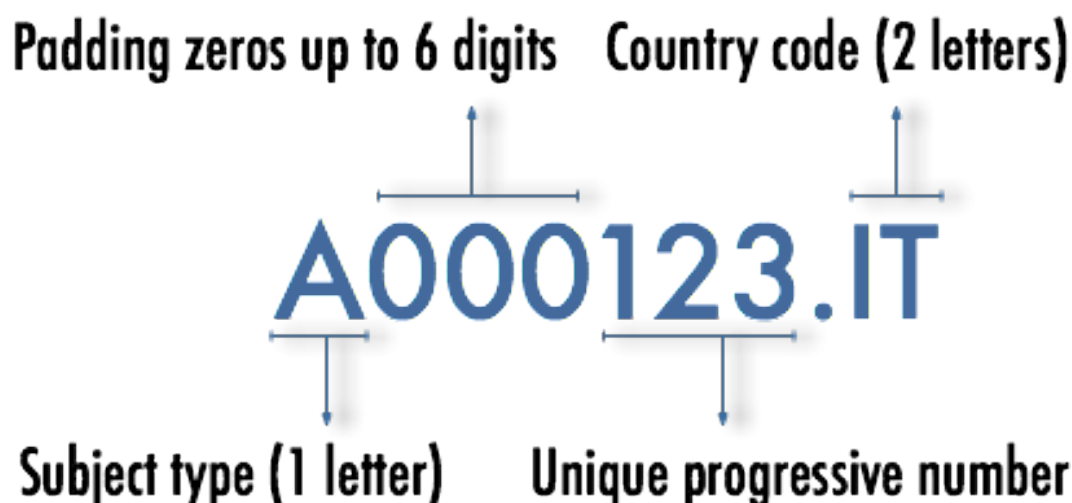 Padding zeros up to 6 digits Country code (2 letters)
A000123.IT
Subject type (1 letter) Unique progressive number